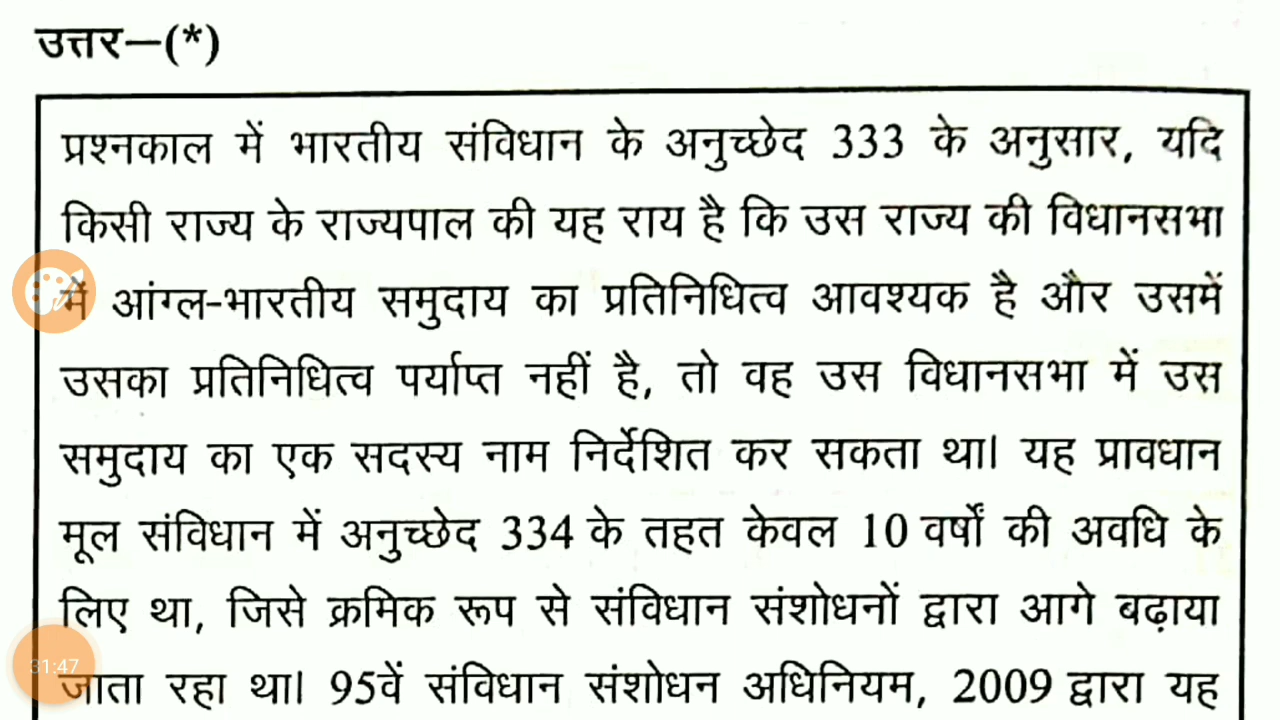 उत्तर–(*)
प्रश्नकाल में भारतीय संविधान के अनुच्छेद 333 के अनुसार, यदि
किसी राज्य के राज्यपाल की यह राय है कि उस राज्य की विधानसभा
में आंग्ल-भारतीय समुदाय का प्रतिनिधित्व आवश्यक है और उसमें
उसका प्रतिनिधित्व पर्याप्त नहीं है, तो वह उस विधानसभा में उस
समुदाय का एक सदस्य नाम निर्देशित कर सकता था। यह प्रावधान
मूल संविधान में अनुच्छेद 334 के तहत केवल 10 वर्षों की अवधि के
लिए था, जिसे क्रमिक रूप से संविधान संशोधनों द्वारा आगे बढ़ाया
31:47
जाता रहा था। 95वें संविधान संशोधन अधिनियम, 2009 द्वारा यह